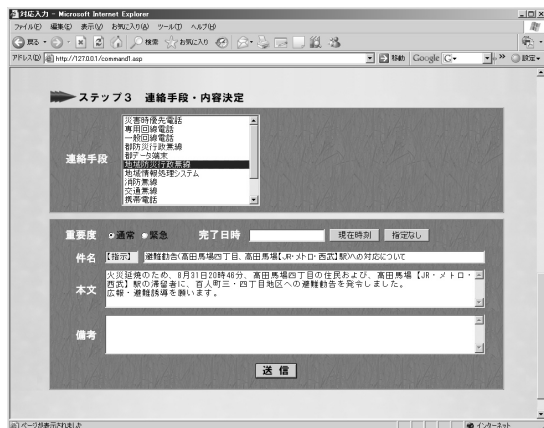 対応入力 - Microsoft Internet Explorer
ファイル(F) 編集(E) 表示(V) お気に入り(A) ツール(T) ヘルプ(H)
戻る 検索 お気に入り
アドレス(D) http://127.0.0.1/command1.asp 移動 Google G 設定
ステップ3 連絡手段・内容決定
連絡手段
災害時優先電話
専用回線電話
一般回線電話
都防災行政無線
都データ端末
地域防災行政無線
地域情報処理システム
消防無線
交通無線
携帯電話
重要度 通常 緊急 完了日時 現在時刻 指定なし
件名 【指示】 避難勧告(高田馬場四丁目、高田馬場【JR・メトロ・西武】駅)への対応について
本文
火災延焼のため、8月31日20時46分、高田馬場四丁目の住民および、高田馬場【JR・メトロ・
西武】駅の滞留者に、百人町三・四丁目地区への避難勧告を発令しました。
広報・避難誘導を願います。
備考
送信
ページが表示されました インターネット